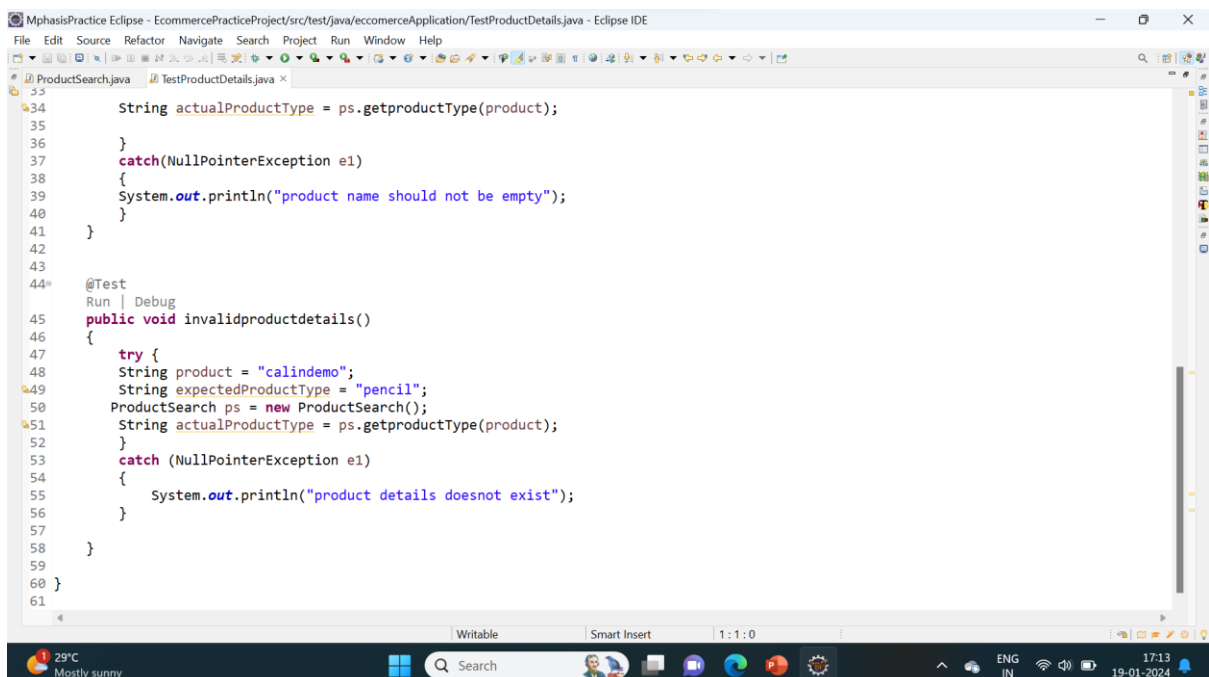 MphasisPractice Eclipse - EcommercePracticeProject/src/test/java/eccomerceApplication/TestProductDetails.java - Eclipse IDE
File Edit Source Refactor Navigate Search Project Run Window Help
ProductSearch.java TestProductDetails.java
33
34 String actualProductType = ps.getproductType(product);
35
36 }
37 catch(NullPointerException e1)
38 {
39 System.out.println("product name should not be empty");
40 }
41 }
42
43
44 @Test
Run | Debug
45 public void invalidproductdetails()
46 {
47 try {
48 String product = "calindemo";
49 String expectedProductType = "pencil";
50 ProductSearch ps = new ProductSearch();
51 String actualProductType = ps.getproductType(product);
52 }
53 catch (NullPointerException e1)
54 {
55 System.out.println("product details doesnot exist");
56 }
57
58 }
59
60 }
61
Writable Smart Insert 1 : 1 : 0
1 29°C Search ENG 17:13
Mostly sunny IN 19-01-2024